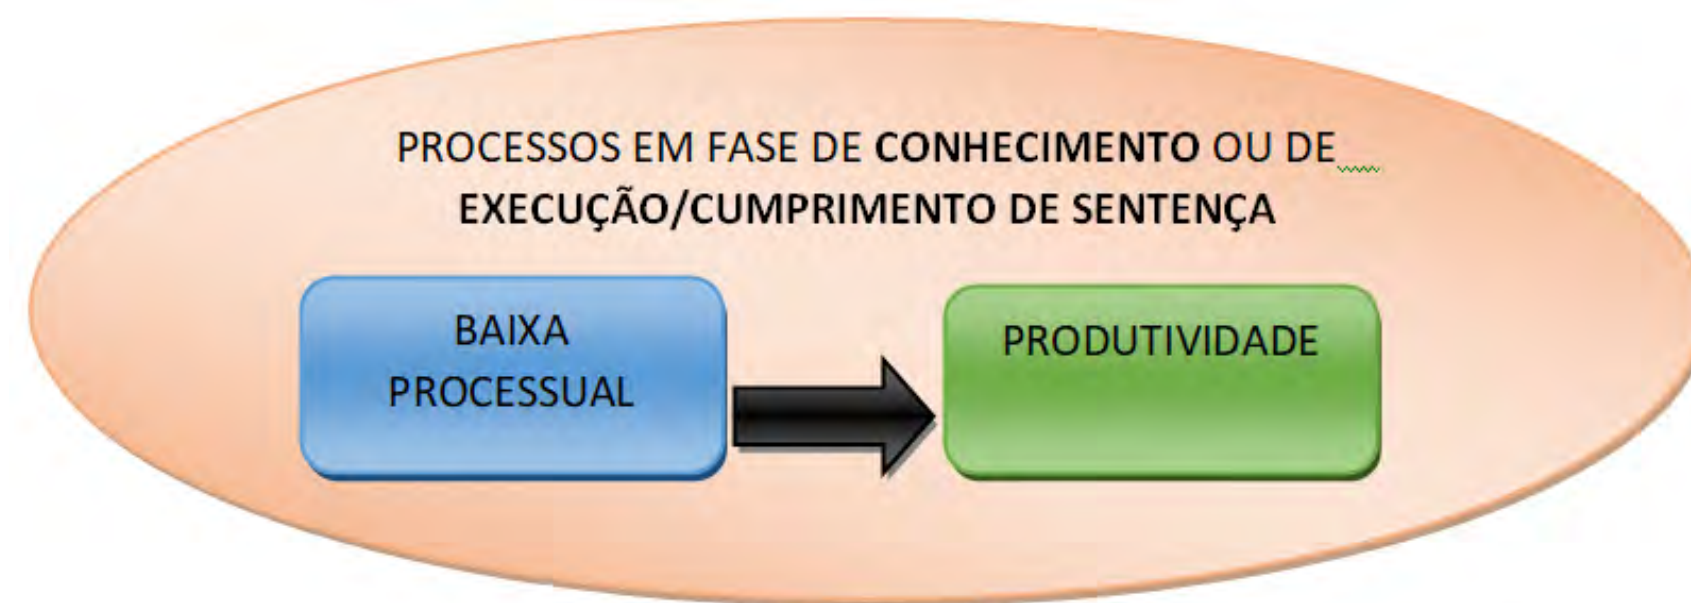 PROCESSOS EM FASE DE CONHECIMENTO OU DE
EXECUÇÃO/CUMPRIMENTO DE SENTENÇA
BAIXA
PROCESSUAL
PRODUTIVIDADE